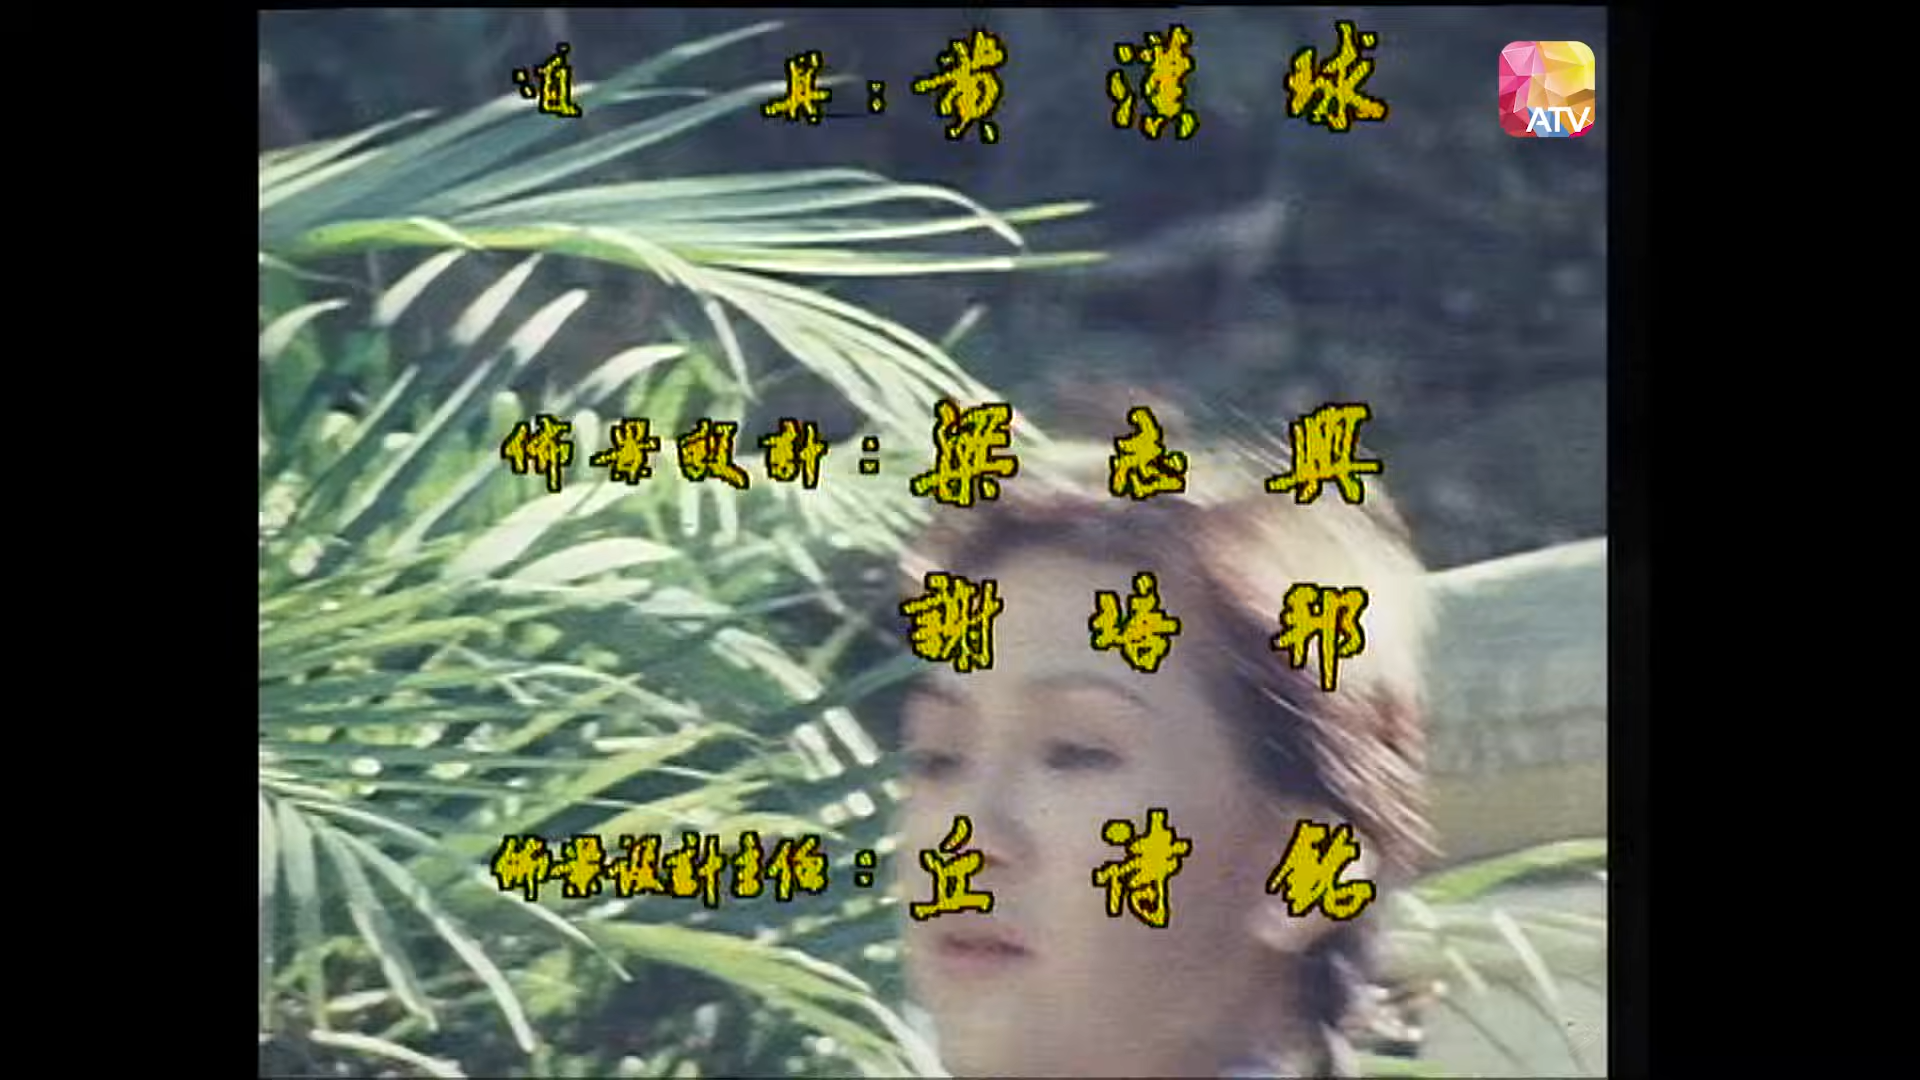 道具：黄漢球
ATV
佈景設計：梁志興
謝培邦
佈景設計主任：丘詩銘